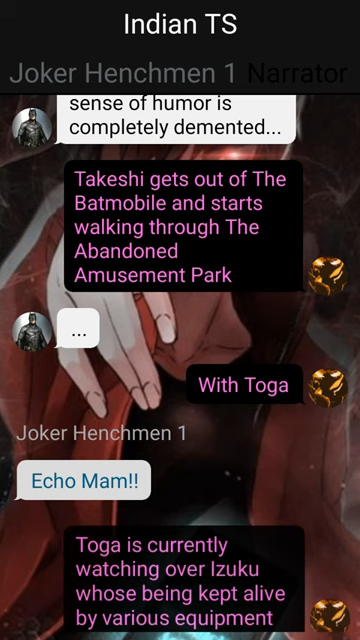 Indian TS
Joker Henchmen 1 Narrator
sense of humor is
completely demented...
Takeshi gets out of The
Batmobile and starts
walking through The
Abandoned
Amusement Park
...
With Toga
Joker Henchmen 1
Echo Mam!!
Toga is currently
watching over Izuku
whose being kept alive
by various equipment